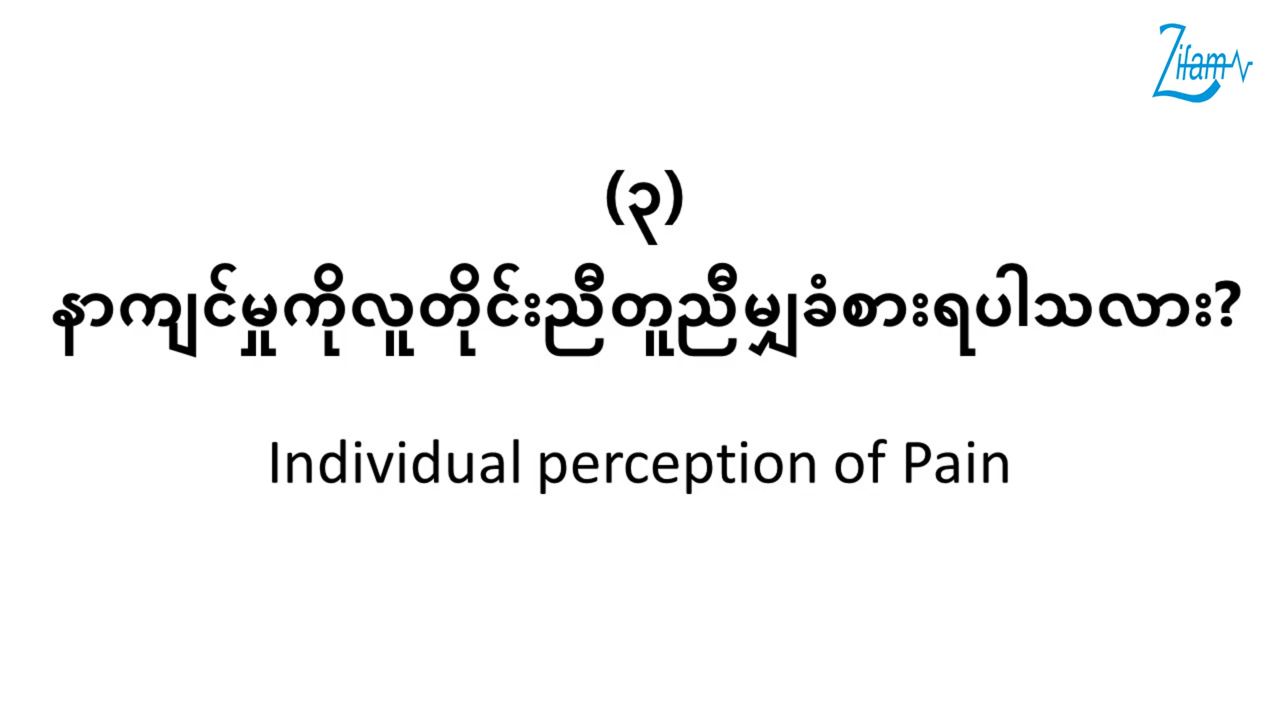 Zifam
(၃)
နာကျင်မှုကိုလူတိုင်းညီတူညီမျှခံစားရပါသလား?
Individual perception of Pain